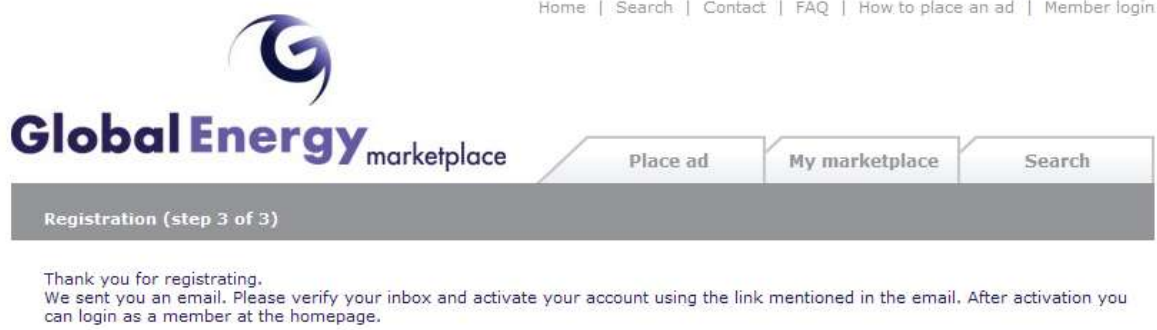 Home | Search | Contact | FAQ | How to place an ad | Member login
G
Global Energy marketplace
Place ad My marketplace Search
Registration (step 3 of 3)
Thank you for registrating.
We sent you an email. Please verify your inbox and activate your account using the link mentioned in the email. After activation you
can login as a member at the homepage.